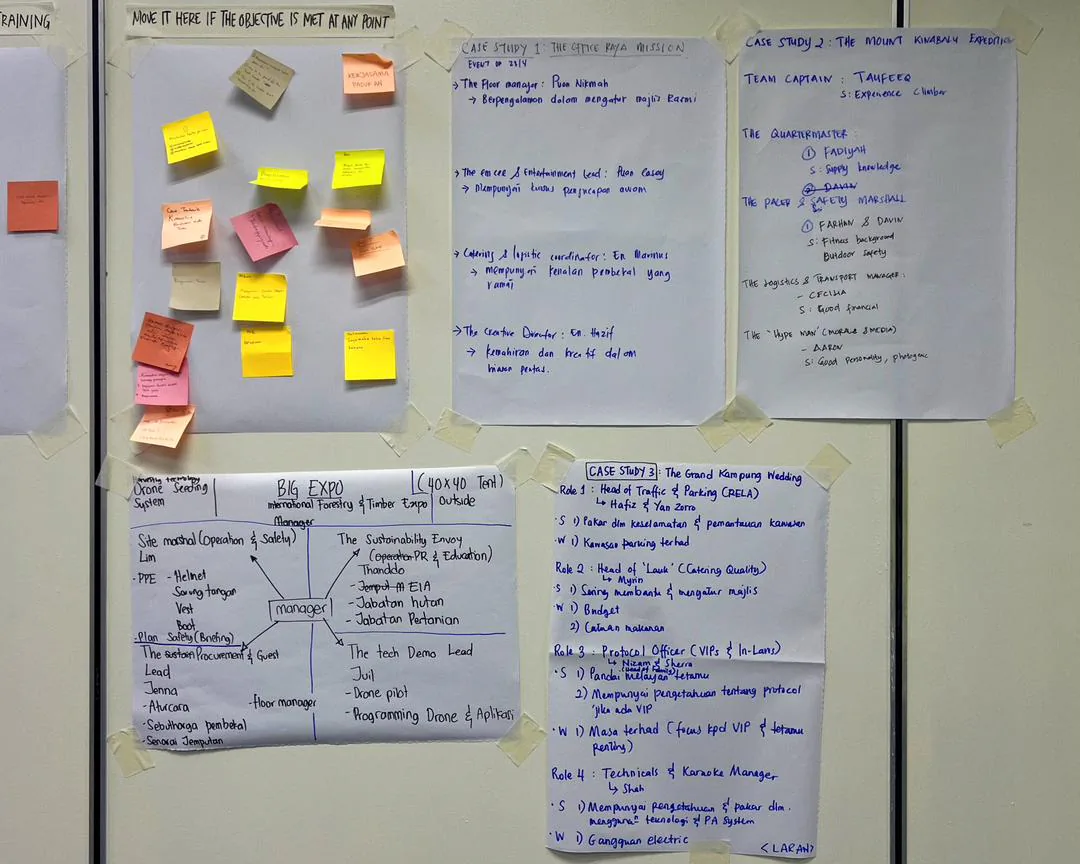 TRAINING
MOVE IT HERE IF THE OBJECTIVE IS MET AT ANY POINT
KERJASAMA
PADUFAN
CASE STUDY 1 : THE OFFICE RAYA MISSION
EVENT ON 23/4
→ The Floor manajer : Puan Nikmah
→ Berpengalaman dalam mengatur majlis Rasmi
→ The emcee & Entertainment Lead : Puan Casey
→ Mempunyai kursus pengucapan awam
→ Catering & logistic coordinator : En. Marinus
→ mempunyai kenalan pembekal yang
ramai
→ The Creative Director : En. Hazif
→ kemahiran dan kreatif dalam
hiasan pentas.
CASE STUDY 2 : THE MOUNT KINABALU EXPEDITION
TEAM CAPTAIN : TAUFEEQ
S : Experience Climber
THE QUARTERMASTER :
① FADIYAH
S : Supply knowledge
② DAVIN
THE PACER & SAFETY MARSHALL
① FARHAN & DAVIN
S : Fitness background
Outdoor safety
THE LOGISTICS & TRANSPORT MANAGER :
- CECILIA
S : Good financial
THE "HYPE MAN" (MORALE & MEDIA)
- AARON
S : Good personality, photogenic
Drone Seeding
System
BIG EXPO
International Forestry & Timber Expo
Manager
(40x40 Tent)
Outside
Site marshal (Operation & Safety)
Lim
- PPE - Helmet
Sarung tangan
Vest
Boot
- Plan Safety (Briefing)
The Sustainability Envoy
(Operation PR & Education)
Thanddo
- Jemput M EIA
- Jabatan hutan
- Jabatan Pertanian
manager
The sustain Procurement & Guest
Lead
Jenna
- Aturcara
- Sebutharga pembekal
- Senarai Jemputan
- floor manager
The tech Demo Lead
Juil
- Drone pilot
- Programming Drone & Aplikasi
CASE STUDY 3 : The Grand Kampung Wedding
Role 1 : Head of Traffic & Parking (RELA)
↳ Hafiz & Yan Zorro
· S 1) Pakar dlm keselamatan & pemantauan kawasan
· W 1) Kawasan parking terhad
Role 2 : Head of 'Lauk' (Catering Quality)
↳ Myrin
· S 1) Sering membantu & mengatur majlis
· W 1) Budget
2) Citarasa makanan
Role 3 : Protocol Officer (VIPs & In-Laws)
↳ Nizam & Sherra
(Head of Family)
· S 1) Pandai melayan tetamu
2) Mempunyai pengetahuan tentang protocol
jika ada VIP
· W 1) Masa terhad (focus kpd VIP & tetamu
penting)
Role 4 : Technicals & Karaoke Manager
↳ Shah
· S 1) Mempunyai pengetahuan & pakar dlm.
menggunaⁿ teknologi & PA System
· W 1) Gangguan electric
<LARAN>